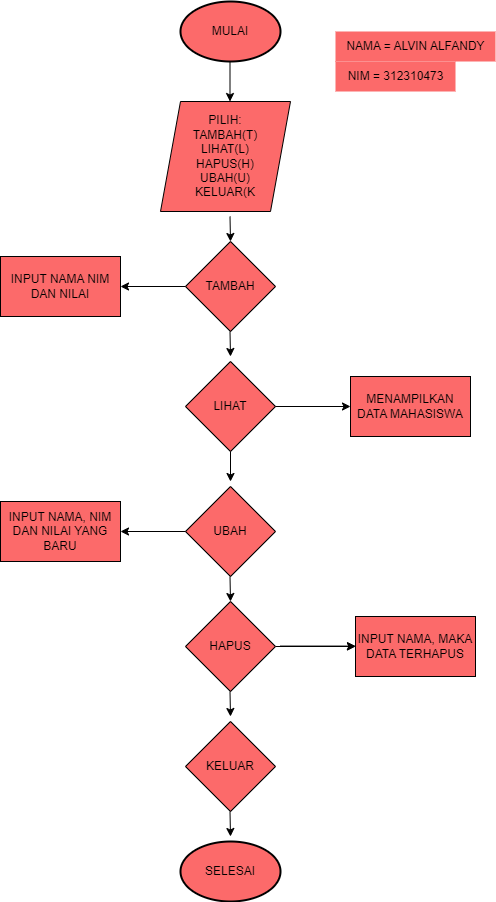 MULAI
NAMA = ALVIN ALFANDY
NIM = 312310473
PILIH:
TAMBAH(T)
LIHAT(L)
HAPUS(H)
UBAH(U)
KELUAR(K
TAMBAH
INPUT NAMA NIM
DAN NILAI
LIHAT
MENAMPILKAN
DATA MAHASISWA
UBAH
INPUT NAMA, NIM
DAN NILAI YANG
BARU
HAPUS
INPUT NAMA, MAKA
DATA TERHAPUS
KELUAR
SELESAI